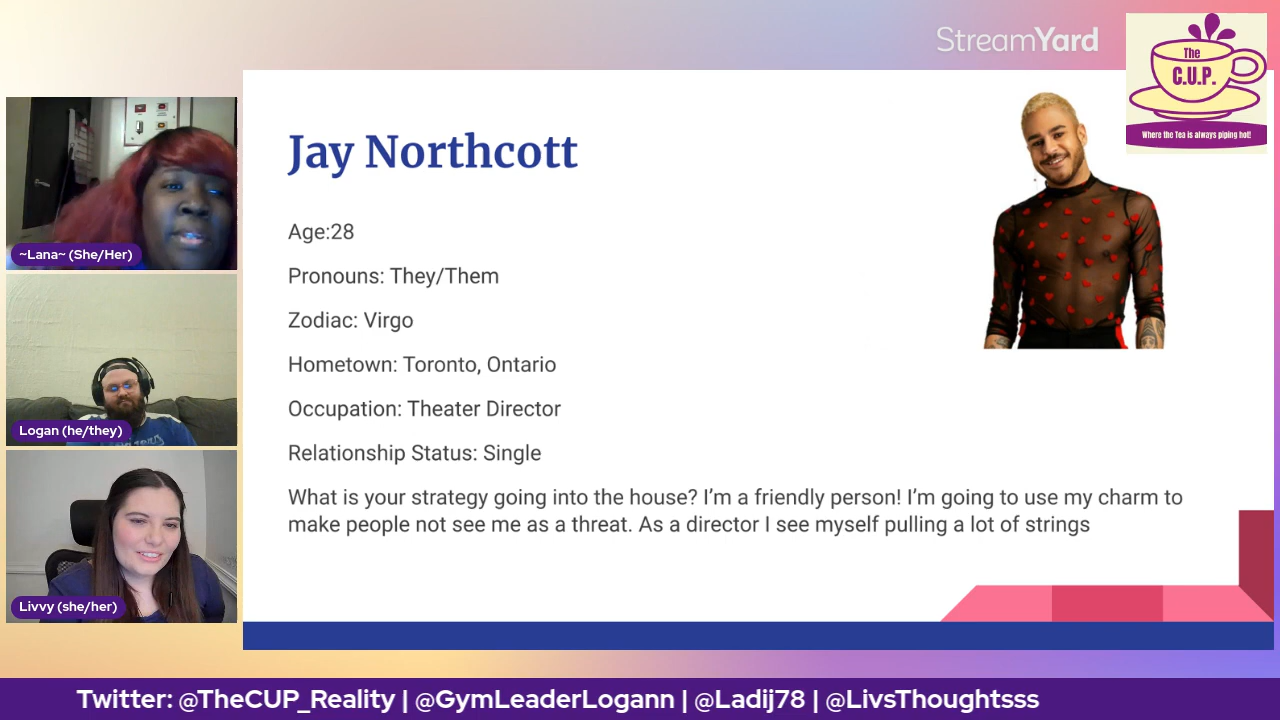 StreamYard
The
C.U.P.
Where the Tea is always piping hot!
Jay Northcott
Age:28
Pronouns: They/Them
Zodiac: Virgo
Hometown: Toronto, Ontario
Occupation: Theater Director
Relationship Status: Single
What is your strategy going into the house? I'm a friendly person! I'm going to use my charm to
make people not see me as a threat. As a director I see myself pulling a lot of strings
~Lana~ (She/Her)
Logan (he/they)
Livvy (she/her)
Twitter: @TheCUP_Reality | @GymLeaderLogann | @Ladij78 | @LivsThoughtsss